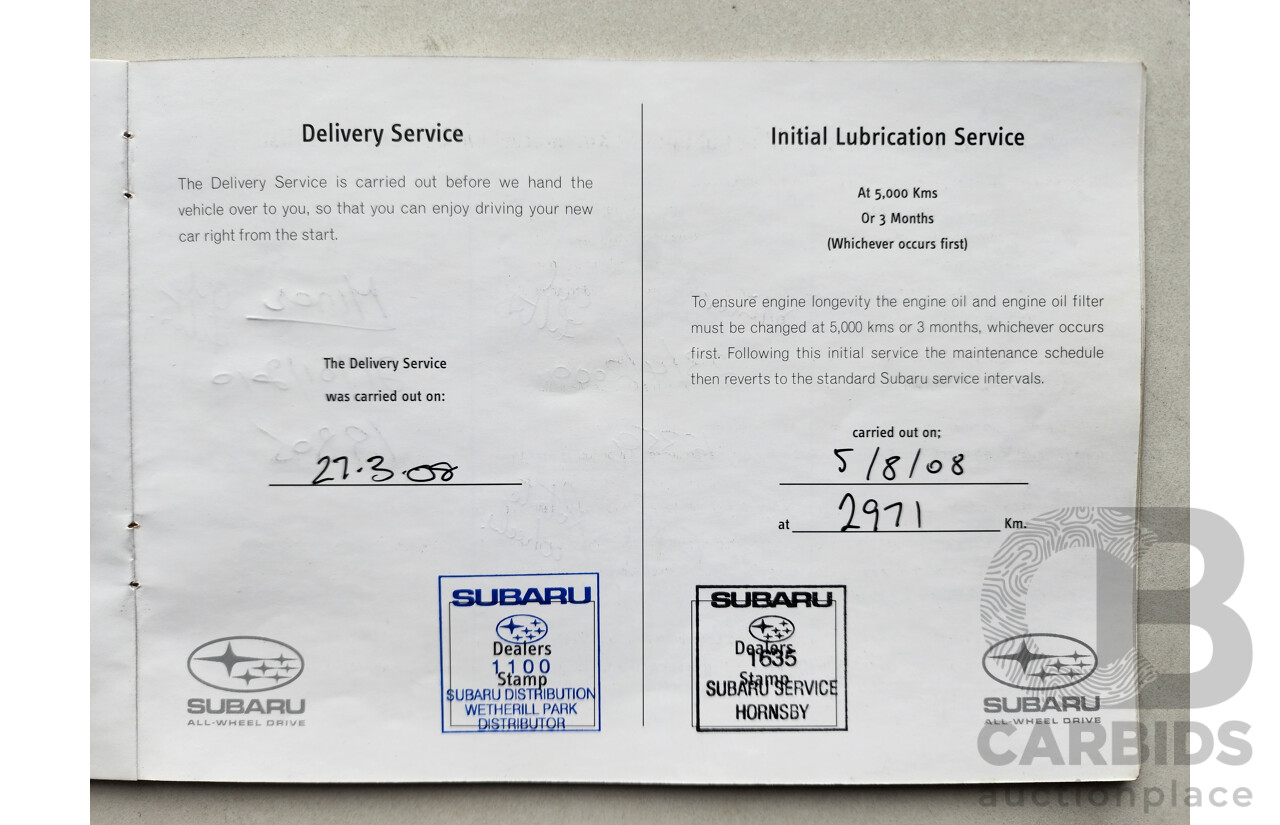 Delivery Service
The Delivery Service is carried out before we hand the
vehicle over to you, so that you can enjoy driving your new
car right from the start.
The Delivery Service
was carried out on:
27.3.08
SUBARU
Dealers
1100
Stamp
SUBARU DISTRIBUTION
WETHERILL PARK
DISTRIBUTOR
SUBARU
ALL-WHEEL DRIVE
Initial Lubrication Service
At 5,000 Kms
Or 3 Months
(Whichever occurs first)
To ensure engine longevity the engine oil and engine oil filter
must be changed at 5,000 kms or 3 months, whichever occurs
first. Following this initial service the maintenance schedule
then reverts to the standard Subaru service intervals.
carried out on;
5/8/08
at 2971 Km.
SUBARU
Dealers
1635
Stamp
SUBARU SERVICE
HORNSBY
SUBARU
ALL-WHEEL DRIVE
CARBIDS
auctionplace